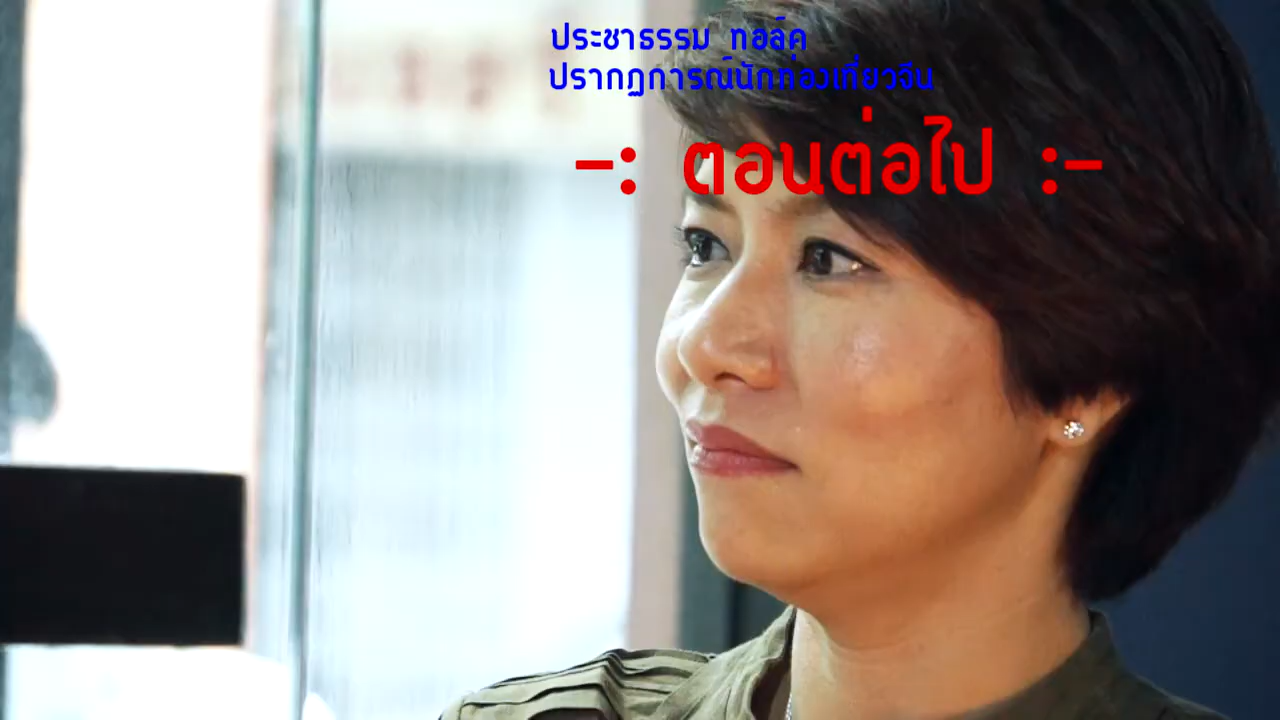 ประชาธรรม ทอล์ค
ปรากฏการณ์นักท่องเที่ยวจีน
-: ตอนต่อไป :-